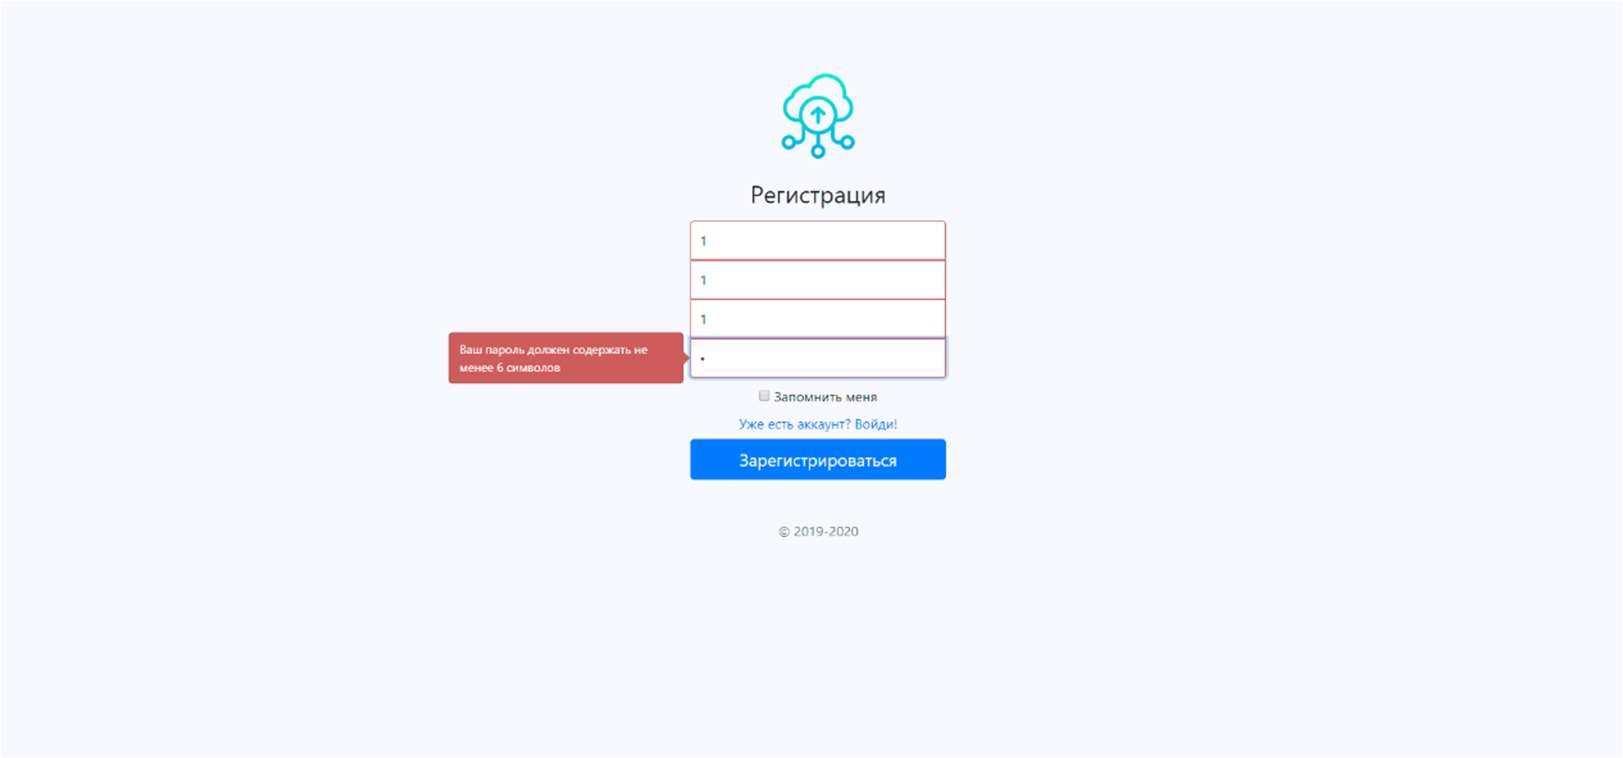 Регистрация
1
1
1
Ваш пароль должен содержать не
менее 6 символов
•
Запомнить меня
Уже есть аккаунт? Войди!
Зарегистрироваться
© 2019-2020